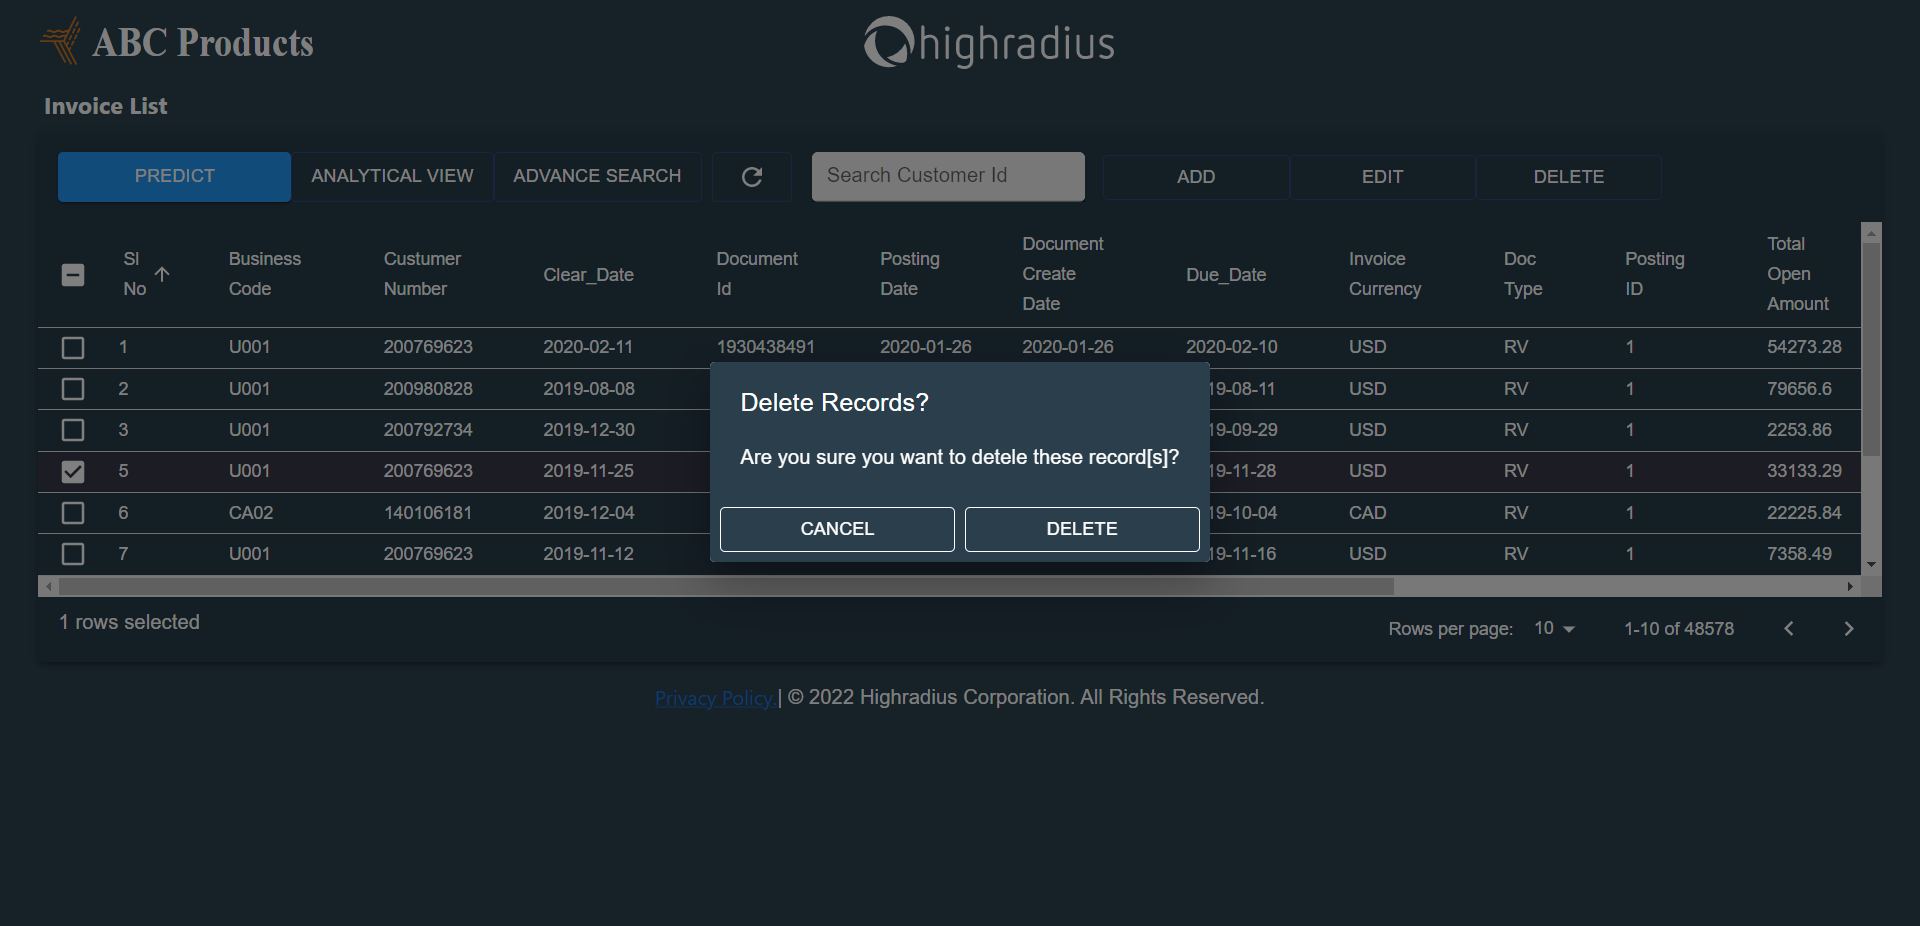 ABC Products
highradius
Invoice List
PREDICT ANALYTICAL VIEW ADVANCE SEARCH Search Customer Id ADD EDIT DELETE
Sl No Business Code Custumer Number Clear_Date Document Id Posting Date Document Create Date Due_Date Invoice Currency Doc Type Posting ID Total Open Amount
1 U001 200769623 2020-02-11 1930438491 2020-01-26 2020-01-26 2020-02-10 USD RV 1 54273.28
2 U001 200980828 2019-08-08 19-08-11 USD RV 1 79656.6
3 U001 200792734 2019-12-30 19-09-29 USD RV 1 2253.86
5 U001 200769623 2019-11-25 19-11-28 USD RV 1 33133.29
6 CA02 140106181 2019-12-04 19-10-04 CAD RV 1 22225.84
7 U001 200769623 2019-11-12 19-11-16 USD RV 1 7358.49
Delete Records?
Are you sure you want to detele these record[s]?
CANCEL DELETE
1 rows selected
Rows per page: 10 1-10 of 48578
Privacy Policy.| © 2022 Highradius Corporation. All Rights Reserved.